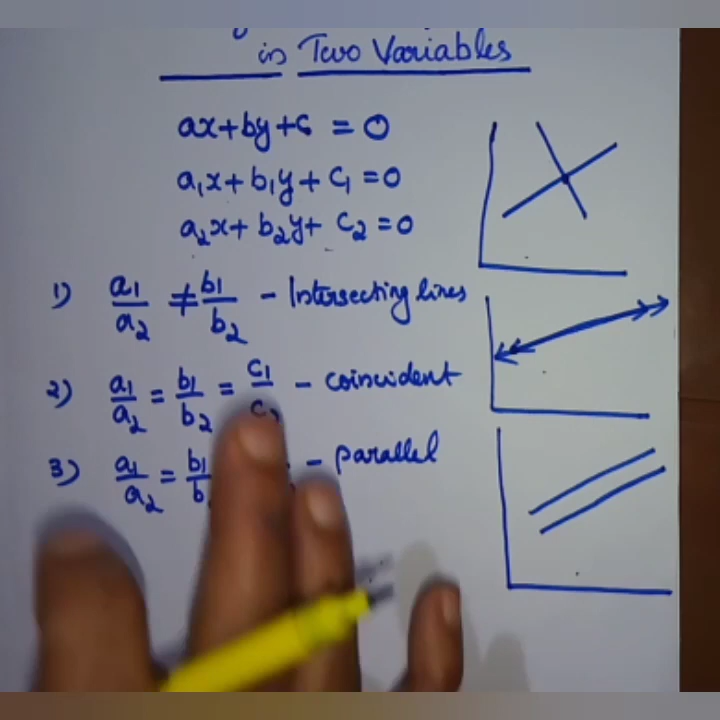 in Two Variables
ax+by+c = 0
a₁x + b₁y + c₁ = 0
a₂x + b₂y + c₂ = 0
1) a₁/a₂ ≠ b₁/b₂ - Intersecting lines
2) a₁/a₂ = b₁/b₂ = c₁/c₂ - coincident
3) a₁/a₂ = b₁/b - parallel